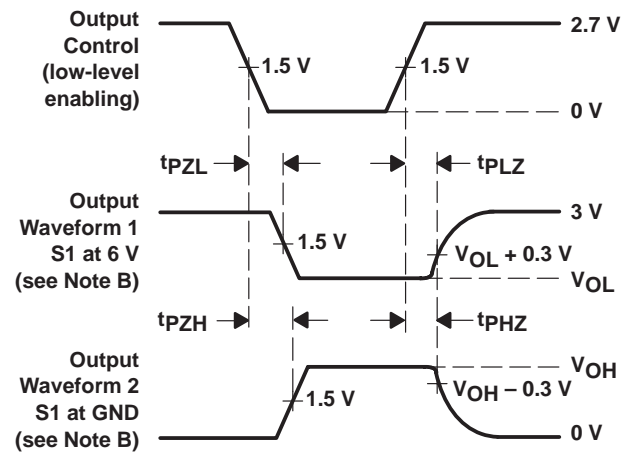 Output
Control
(low-level
enabling)
2.7 V
1.5 V
1.5 V
0 V
tPZL
tPLZ
Output
Waveform 1
S1 at 6 V
(see Note B)
3 V
1.5 V
VOL + 0.3 V
VOL
tPZH
tPHZ
Output
Waveform 2
S1 at GND
(see Note B)
VOH
1.5 V
VOH – 0.3 V
0 V